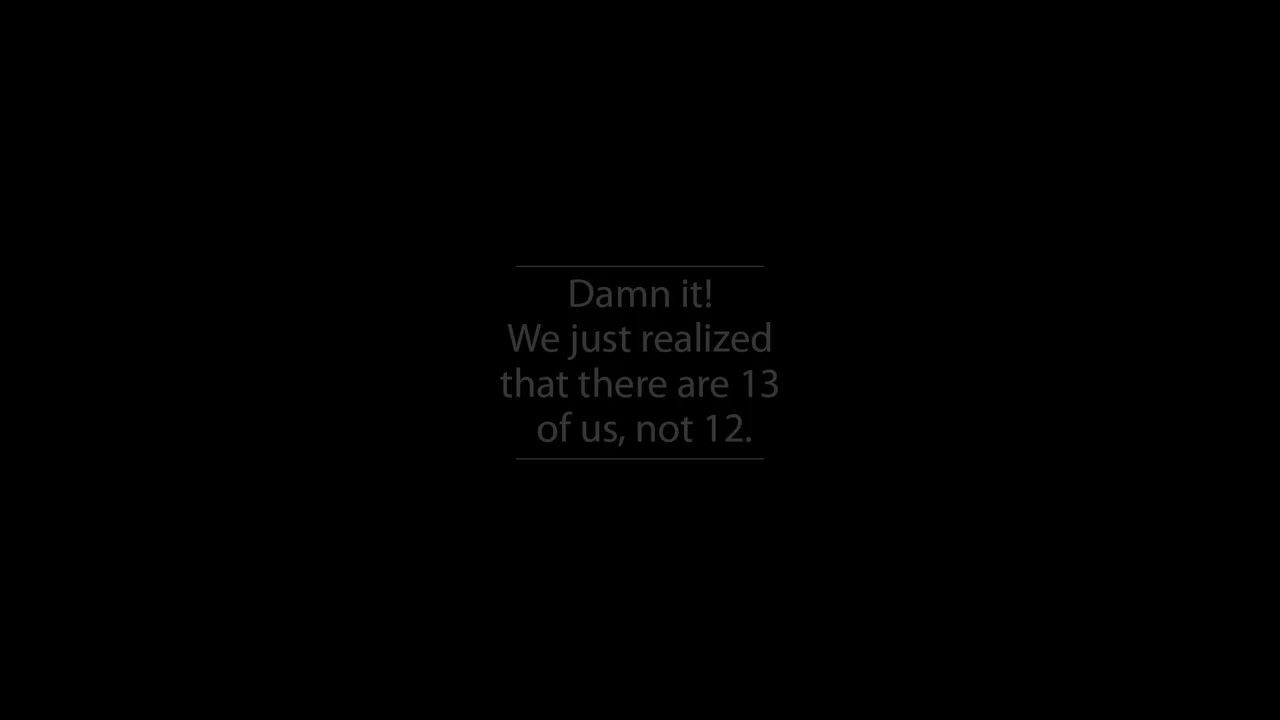 Damn it!
We just realized
that there are 13
of us, not 12.